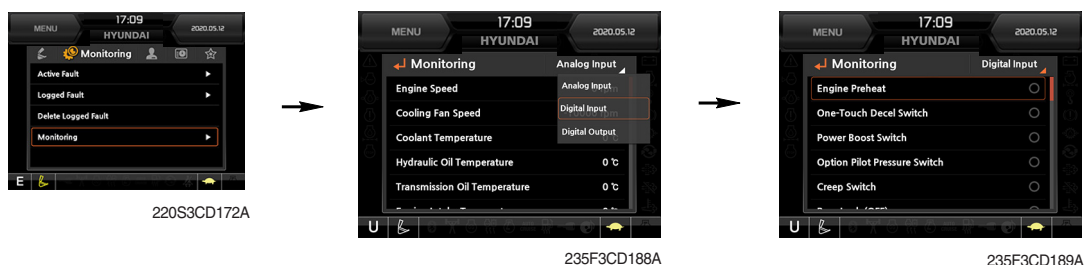 MENU
17:09
HYUNDAI
2020.05.12
Monitoring
Active Fault
Logged Fault
Delete Logged Fault
Monitoring
E
220S3CD172A
MENU
17:09
HYUNDAI
2020.05.12
Monitoring
Analog Input
Engine Speed
Analog Input
Cooling Fan Speed
Digital Input
Coolant Temperature
Digital Output
Hydraulic Oil Temperature 0 ℃
Transmission Oil Temperature 0 ℃
U
235F3CD188A
MENU
17:09
HYUNDAI
2020.05.12
Monitoring
Digital Input
Engine Preheat
One-Touch Decel Switch
Power Boost Switch
Option Pilot Pressure Switch
Creep Switch
U
235F3CD189A